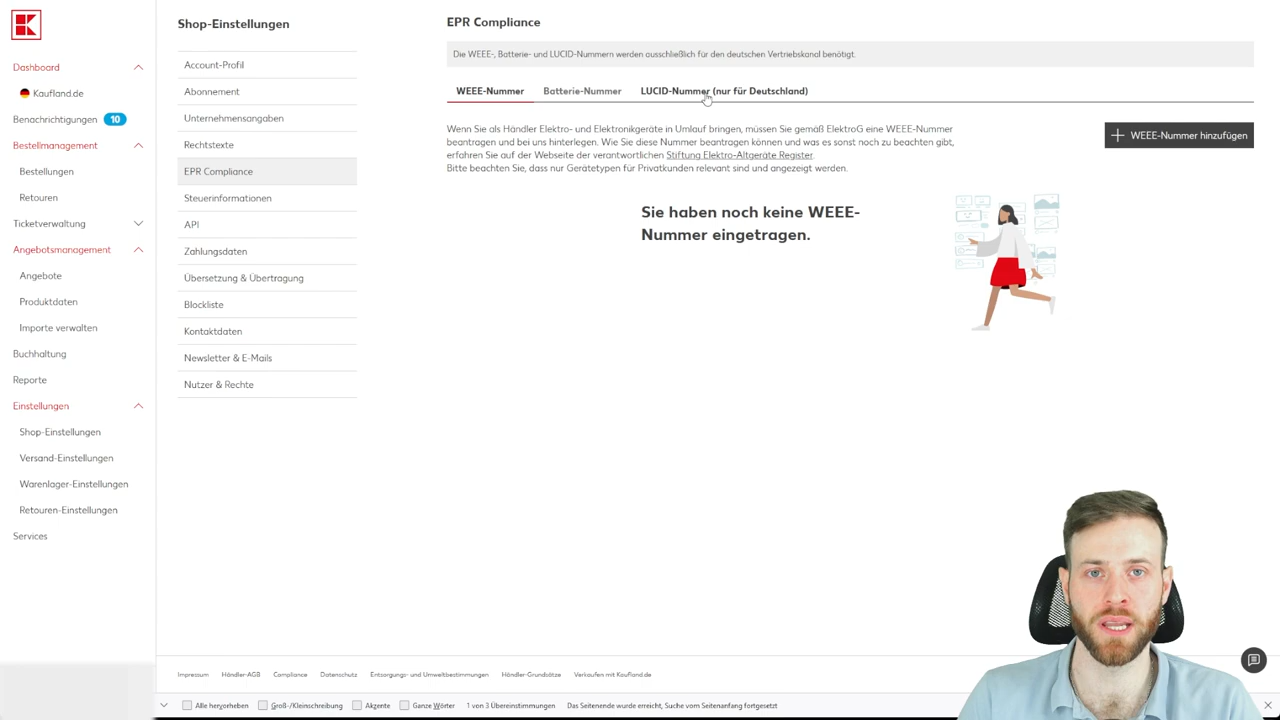 Dashboard
Kaufland.de
Benachrichtigungen 10
Bestellmanagement
Bestellungen
Retouren
Ticketverwaltung
Angebotsmanagement
Angebote
Produktdaten
Importe verwalten
Buchhaltung
Reporte
Einstellungen
Shop-Einstellungen
Versand-Einstellungen
Warenlager-Einstellungen
Retouren-Einstellungen
Services
Shop-Einstellungen
Account-Profil
Abonnement
Unternehmensangaben
Rechtstexte
EPR Compliance
Steuerinformationen
API
Zahlungsdaten
Übersetzung & Übertragung
Blockliste
Kontaktdaten
Newsletter & E-Mails
Nutzer & Rechte
EPR Compliance
Die WEEE-, Batterie- und LUCID-Nummern werden ausschließlich für den deutschen Vertriebskanal benötigt.
WEEE-Nummer Batterie-Nummer LUCID-Nummer (nur für Deutschland)
Wenn Sie als Händler Elektro- und Elektronikgeräte in Umlauf bringen, müssen Sie gemäß ElektroG eine WEEE-Nummer
beantragen und bei uns hinterlegen. Wie Sie diese Nummer beantragen können und was es sonst noch zu beachten gibt,
erfahren Sie auf der Webseite der verantwortlichen Stiftung Elektro-Altgeräte Register.
Bitte beachten Sie, dass nur Gerätetypen für Privatkunden relevant sind und angezeigt werden.
WEEE-Nummer hinzufügen
Sie haben noch keine WEEE-
Nummer eingetragen.
Impressum Händler-AGB Compliance Datenschutz Entsorgungs- und Umweltbestimmungen Händler-Grundsätze Verkaufen mit Kaufland.de
Alle hervorheben Groß-/Kleinschreibung Akzente Ganze Wörter 1 von 3 Übereinstimmungen Das Seitenende wurde erreicht, Suche vom Seitenanfang fortgesetzt